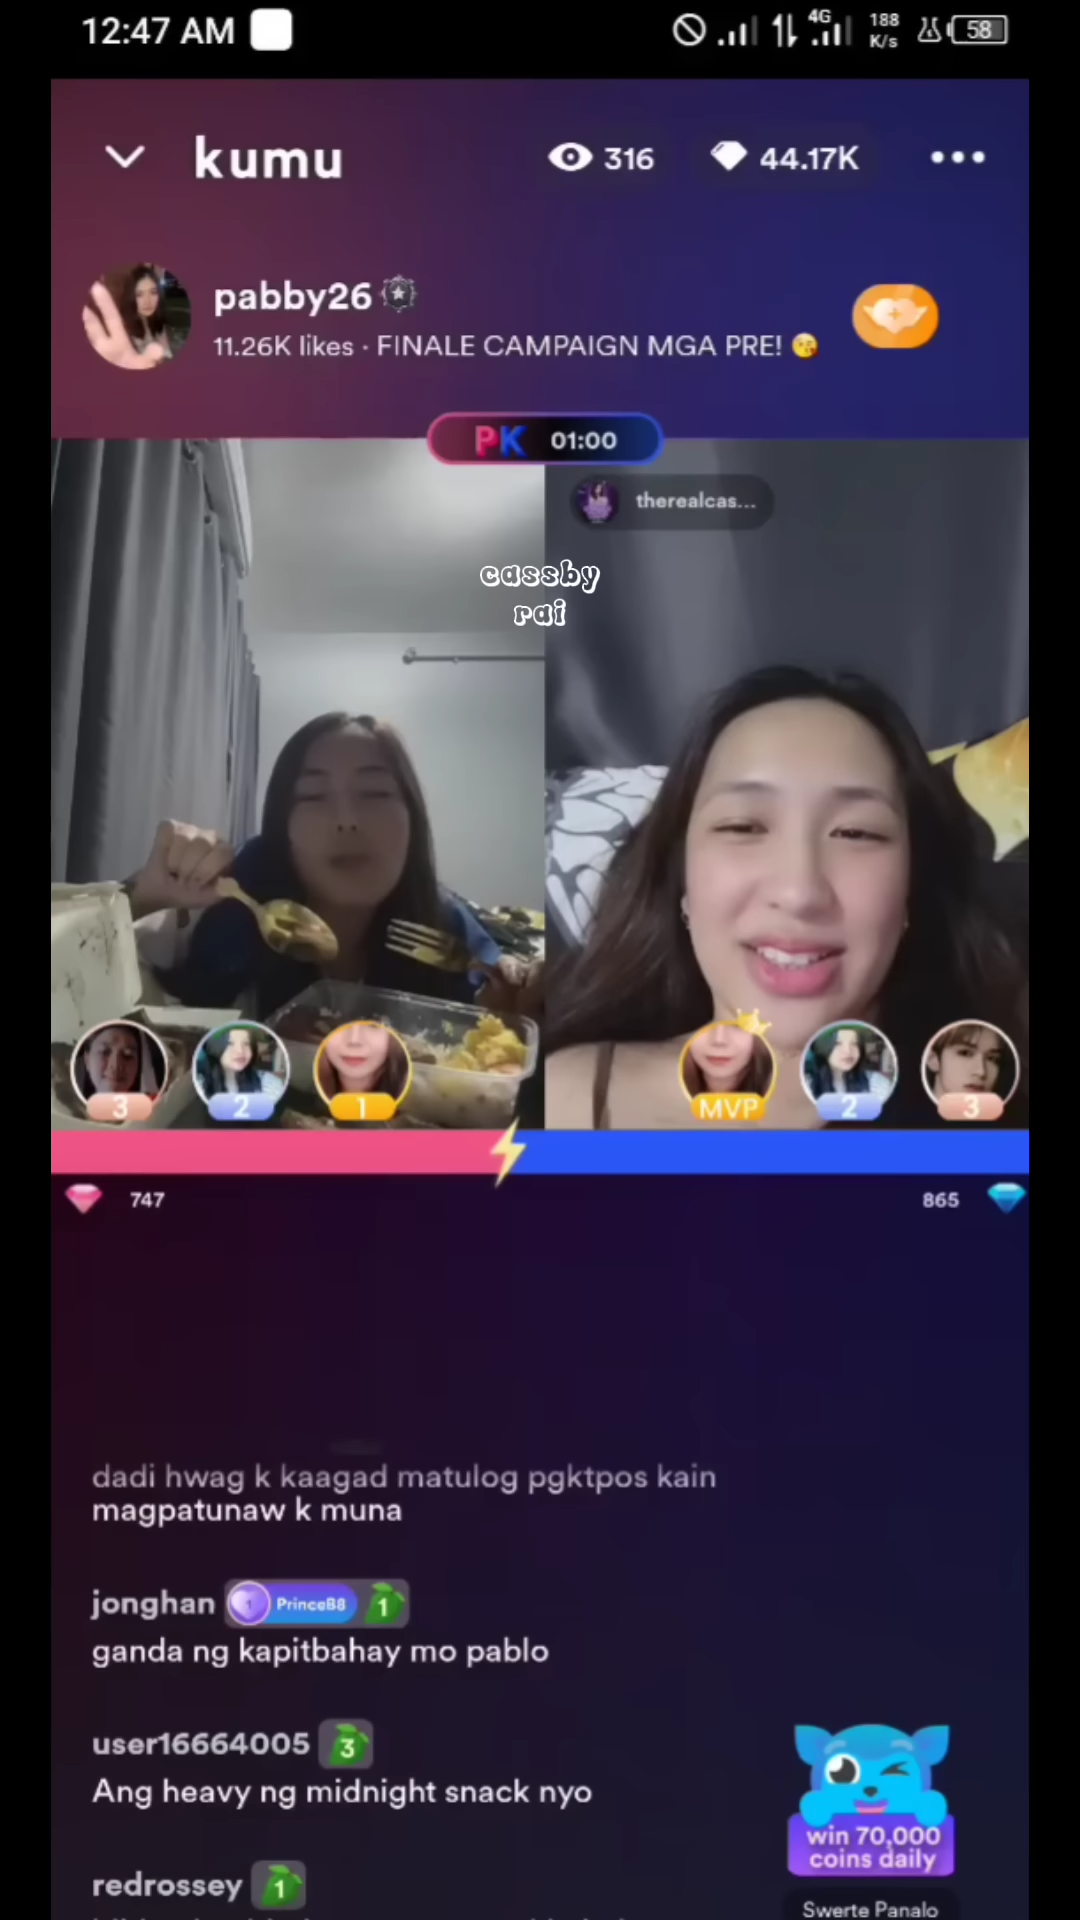 12:47 AM
4G
188
K/s
58
kumu
316
44.17K
pabby26
11.26K likes · FINALE CAMPAIGN MGA PRE! 😘
PK 01:00
therealcas...
cassby
rai
3
2
1
MVP
2
3
747
865
dadi hwag k kaagad matulog pgktpos kain
magpatunaw k muna
jonghan 1 PrinceB8 1
ganda ng kapitbahay mo pablo
user16664005 3
Ang heavy ng midnight snack nyo
win 70,000
coins daily
redrossey 1
Swerte Panalo